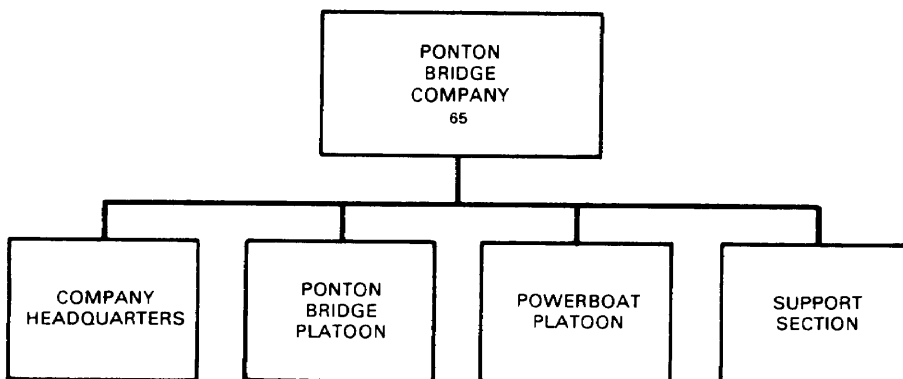 PONTON
BRIDGE
COMPANY
65
COMPANY
HEADQUARTERS
PONTON
BRIDGE
PLATOON
POWERBOAT
PLATOON
SUPPORT
SECTION